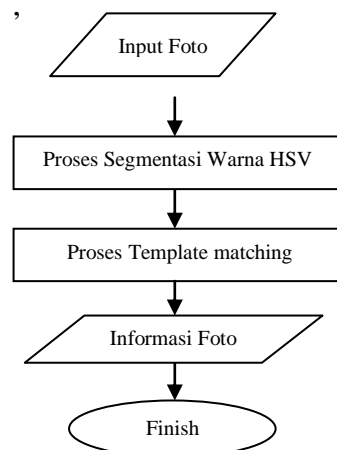 ,
Input Foto
Proses Segmentasi Warna HSV
Proses Template matching
Informasi Foto
Finish